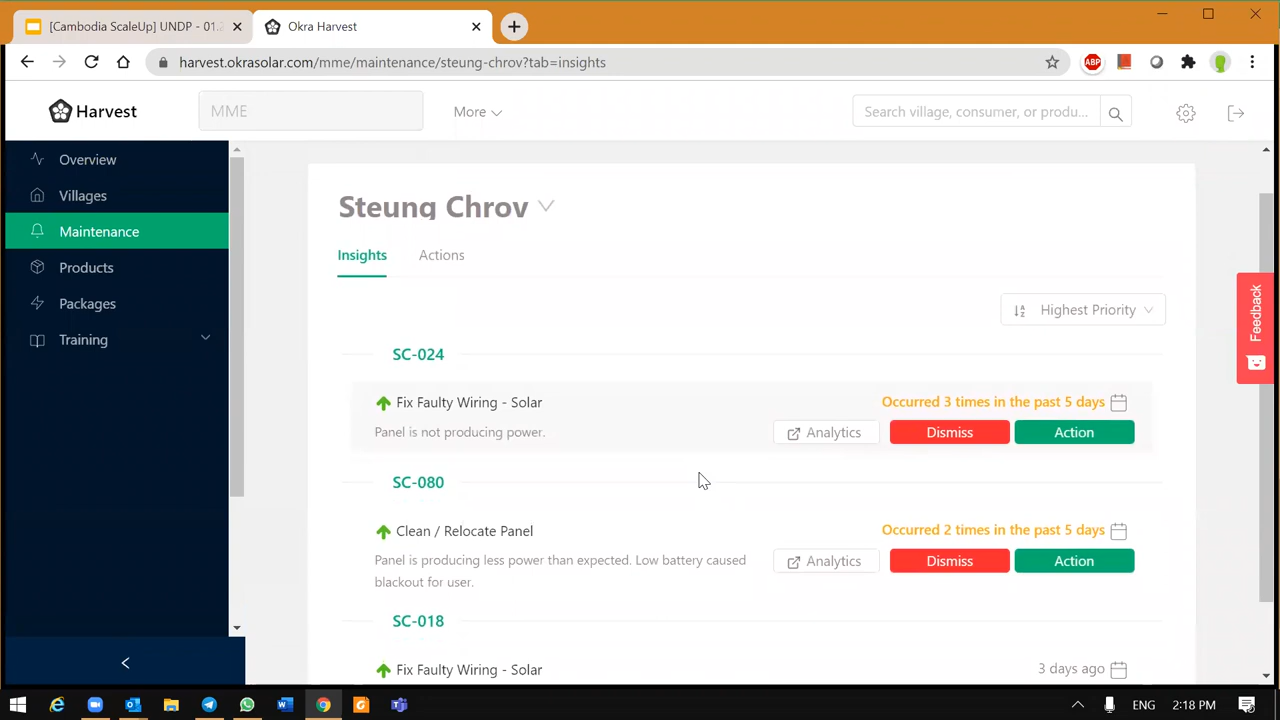 [Cambodia ScaleUp] UNDP - 01.2
Okra Harvest
harvest.okrasolar.com/mme/maintenance/steung-chrov?tab=insights
ABP
Harvest
MME
More
Search village, consumer, or produ...
Overview
Villages
Maintenance
Products
Packages
Training
Steung Chrov
Insights
Actions
Highest Priority
SC-024
Fix Faulty Wiring - Solar
Occurred 3 times in the past 5 days
Panel is not producing power.
Analytics
Dismiss
Action
SC-080
Clean / Relocate Panel
Occurred 2 times in the past 5 days
Panel is producing less power than expected. Low battery caused
blackout for user.
Analytics
Dismiss
Action
SC-018
Fix Faulty Wiring - Solar
3 days ago
Feedback
ENG
2:18 PM